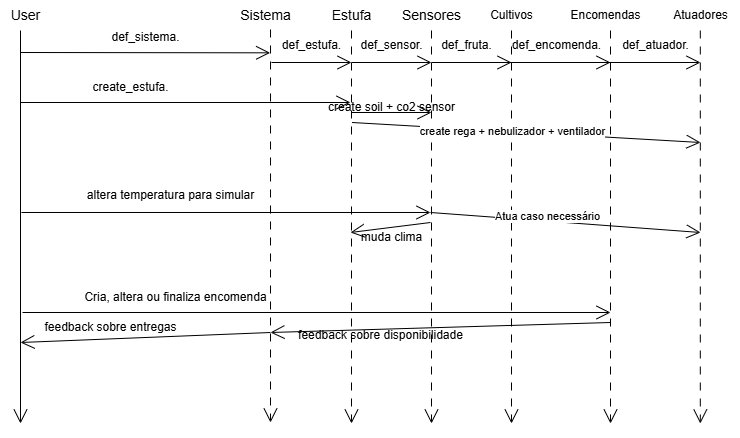 User
Sistema
Estufa
Sensores
Cultivos
Encomendas
Atuadores
def_sistema.
def_estufa.
def_sensor.
def_fruta.
def_encomenda.
def_atuador.
create_estufa.
create soil + co2 sensor
create rega + nebulizador + ventilador
altera temperatura para simular
Atua caso necessário
muda clima
Cria, altera ou finaliza encomenda
feedback sobre entregas
feedback sobre disponibilidade